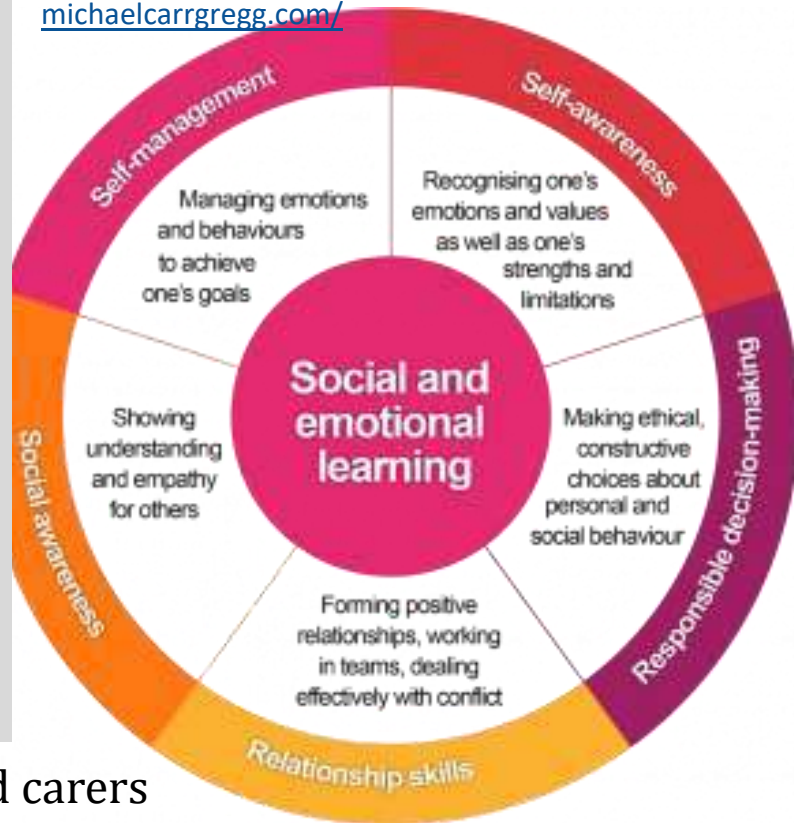 michaelcarrgregg.com/
Self-management
Self-awareness
Managing emotions
and behaviours
to achieve
one's goals
Recognising one's
emotions and values
as well as one's
strengths and
limitations
Social and
emotional
learning
Showing
understanding
and empathy
for others
Social awareness
Making ethical,
constructive
choices about
personal and
social behaviour
Responsible decision-making
Forming positive
relationships, working
in teams, dealing
effectively with conflict
Relationship skills
carers